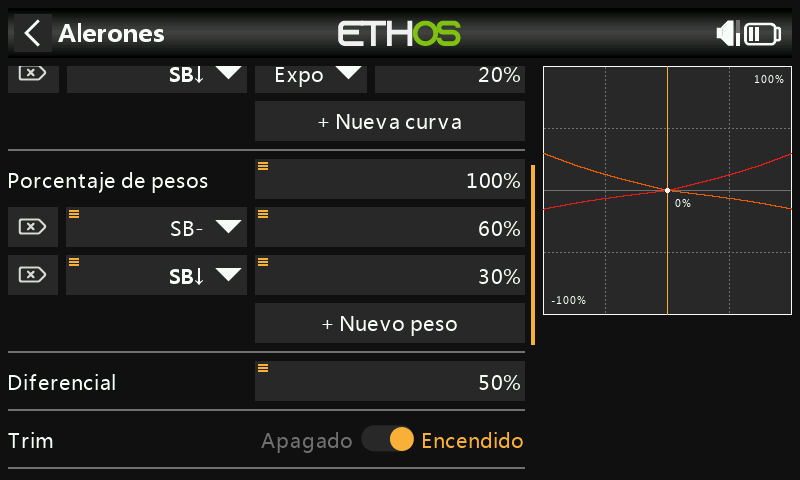 Alerones
ETHOS
SB↓ Expo 20%
+ Nueva curva
Porcentaje de pesos 100%
SB- 60%
SB↓ 30%
+ Nuevo peso
Diferencial 50%
Trim Apagado Encendido
100%
0%
-100%